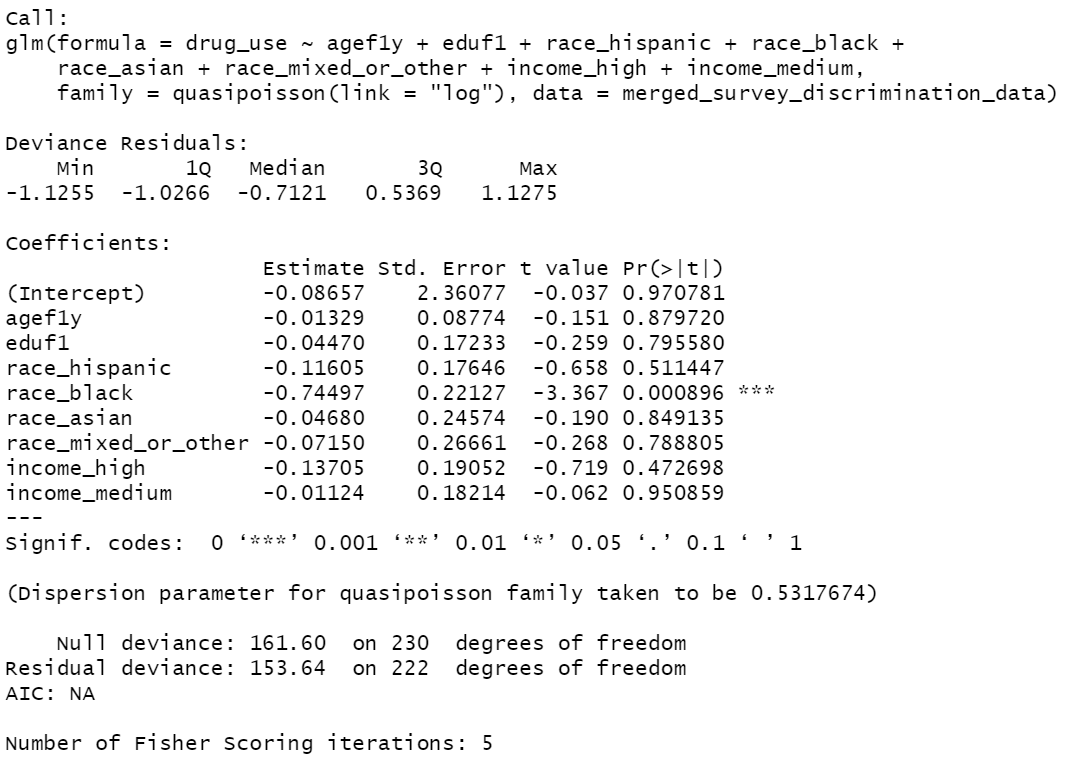 Call:
glm(formula = drug_use ~ agef1y + eduf1 + race_hispanic + race_black +
    race_asian + race_mixed_or_other + income_high + income_medium,
    family = quasipoisson(link = "log"), data = merged_survey_discrimination_data)

Deviance Residuals:
    Min       1Q   Median       3Q      Max
-1.1255  -1.0266  -0.7121   0.5369   1.1275

Coefficients:
                    Estimate Std. Error t value Pr(>|t|)
(Intercept)         -0.08657    2.36077  -0.037 0.970781
agef1y              -0.01329    0.08774  -0.151 0.879720
eduf1               -0.04470    0.17233  -0.259 0.795580
race_hispanic       -0.11605    0.17646  -0.658 0.511447
race_black          -0.74497    0.22127  -3.367 0.000896 ***
race_asian          -0.04680    0.24574  -0.190 0.849135
race_mixed_or_other -0.07150    0.26661  -0.268 0.788805
income_high         -0.13705    0.19052  -0.719 0.472698
income_medium       -0.01124    0.18214  -0.062 0.950859
---
Signif. codes:  0 ‘***’ 0.001 ‘**’ 0.01 ‘*’ 0.05 ‘.’ 0.1 ‘ ’ 1

(Dispersion parameter for quasipoisson family taken to be 0.5317674)

    Null deviance: 161.60  on 230  degrees of freedom
Residual deviance: 153.64  on 222  degrees of freedom
AIC: NA

Number of Fisher Scoring iterations: 5